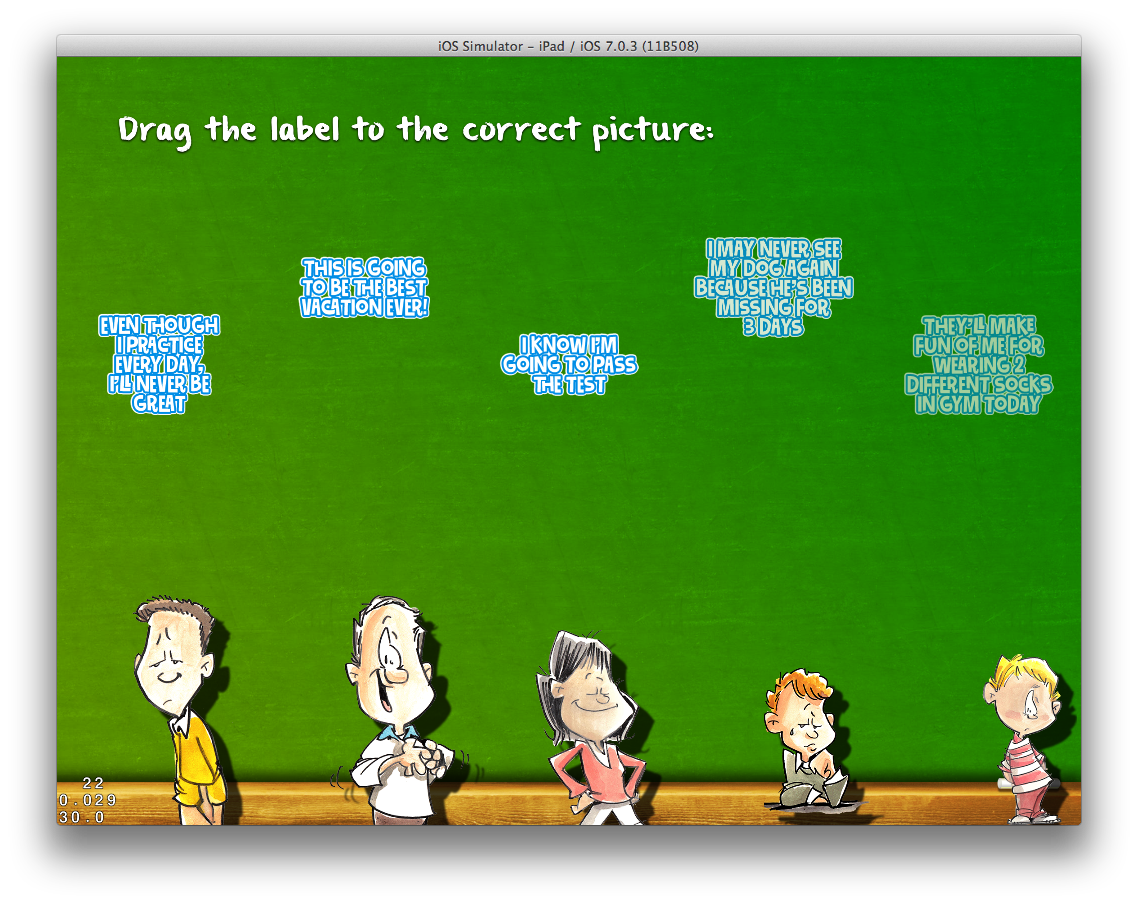 iOS Simulator – iPad / iOS 7.0.3 (11B508)
Drag the label to the correct picture:
EVEN THOUGH
I PRACTICE
EVERY DAY,
I'LL NEVER BE
GREAT
THIS IS GOING
TO BE THE BEST
VACATION EVER!
I KNOW I'M
GOING TO PASS
THE TEST
I MAY NEVER SEE
MY DOG AGAIN
BECAUSE HE'S BEEN
MISSING FOR
3 DAYS
THEY'LL MAKE
FUN OF ME FOR
WEARING 2
DIFFERENT SOCKS
IN GYM TODAY
22
0.029
30.0